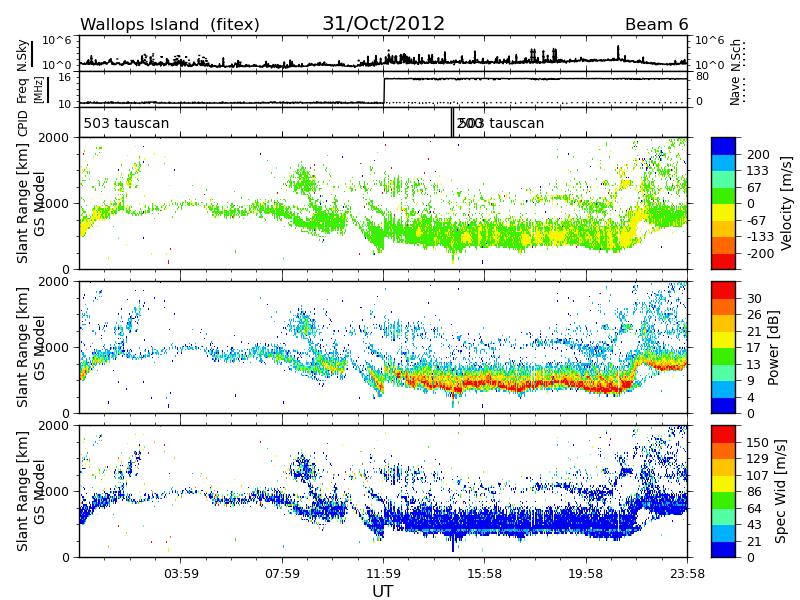 Wallops Island (fitex) 31/Oct/2012 Beam 6
N.Sky 10^6 10^0 10^6 10^0 N.Sch
Freq [MHz] 16 10 80 0 Nave
CPID 503 tauscan 503 tauscan
Slant Range [km] GS Model 2000 1000 0
200 133 67 0 -67 -133 -200 Velocity [m/s]
Slant Range [km] GS Model 2000 1000 0
30 26 21 17 13 9 4 0 Power [dB]
Slant Range [km] GS Model 2000 1000 0
150 129 107 86 64 43 21 0 Spec Wid [m/s]
03:59 07:59 11:59 15:58 19:58 23:58
UT